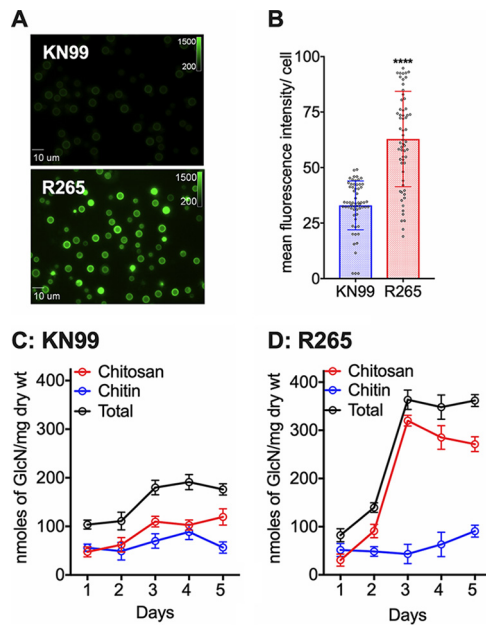 A
KN99
1500
200
10 um
R265
1500
200
10 um
B
mean fluorescence intensity/ cell
100
75
50
25
0
****
KN99
R265
C: KN99
nmoles of GlcN/mg dry wt
400
300
200
100
0
Chitosan
Chitin
Total
1 2 3 4 5
Days
D: R265
nmoles of GlcN/mg dry wt
400
300
200
100
0
Chitosan
Chitin
Total
1 2 3 4 5
Days